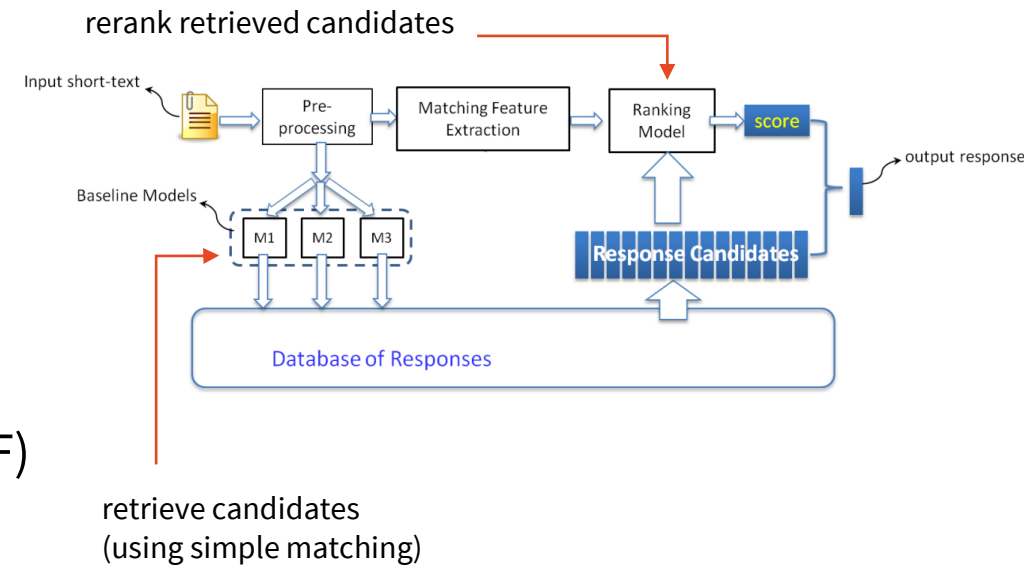 rerank retrieved candidates
Input short-text
Pre-
processing
Matching Feature
Extraction
Ranking
Model
score
output response
Baseline Models
M1
M2
M3
Response Candidates
Database of Responses
F)
retrieve candidates
(using simple matching)